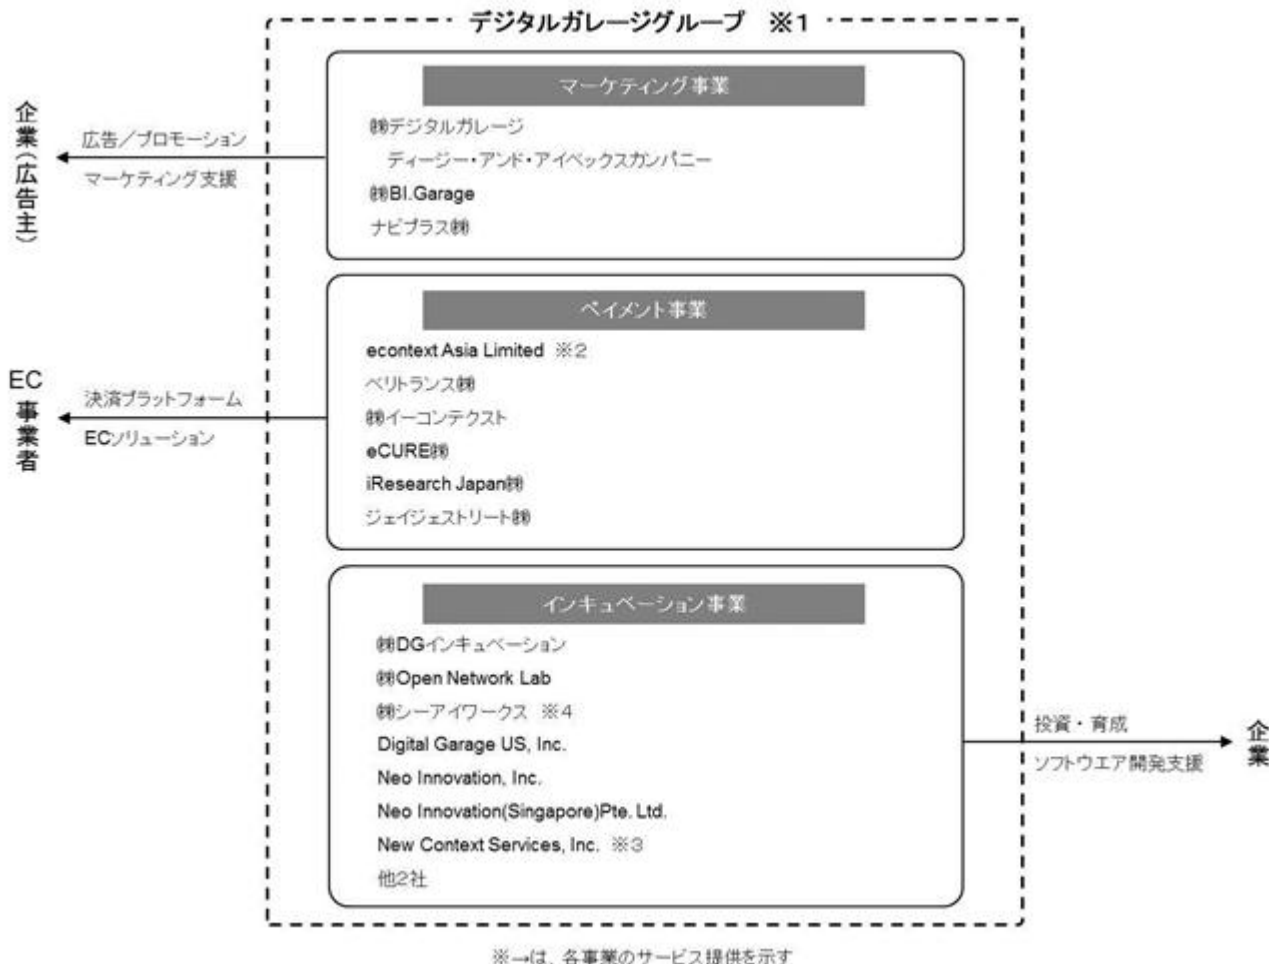 デジタルガレージグループ ※1
マーケティング事業
㈱デジタルガレージ
ディージー・アンド・アイベックスカンパニー
㈱BI.Garage
ナビプラス㈱
企業(広告主)
広告/プロモーション
マーケティング支援
ペイメント事業
econtext Asia Limited ※2
ベリトランス㈱
㈱イーコンテクスト
eCURE㈱
iResearch Japan㈱
ジェイジェストリート㈱
EC事業者
決済プラットフォーム
ECソリューション
インキュベーション事業
㈱DGインキュベーション
㈱Open Network Lab
㈱シーアイワークス ※4
Digital Garage US, Inc.
Neo Innovation, Inc.
Neo Innovation(Singapore)Pte. Ltd.
New Context Services, Inc. ※3
他2社
投資・育成
ソフトウエア開発支援
企業
※→は、各事業のサービス提供を示す